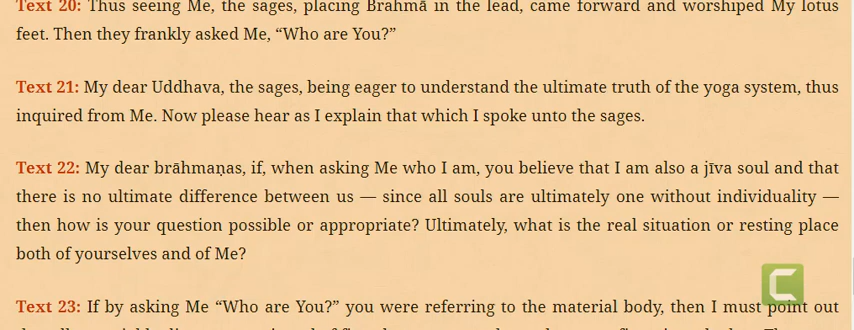 Text 20: Thus seeing Me, the sages, placing Brahmā in the lead, came forward and worshiped My lotus
feet. Then they frankly asked Me, “Who are You?”
Text 21: My dear Uddhava, the sages, being eager to understand the ultimate truth of the yoga system, thus
inquired from Me. Now please hear as I explain that which I spoke unto the sages.
Text 22: My dear brāhmaṇas, if, when asking Me who I am, you believe that I am also a jīva soul and that
there is no ultimate difference between us — since all souls are ultimately one without individuality —
then how is your question possible or appropriate? Ultimately, what is the real situation or resting place
both of yourselves and of Me?
Text 23: If by asking Me “Who are You?” you were referring to the material body, then I must point out